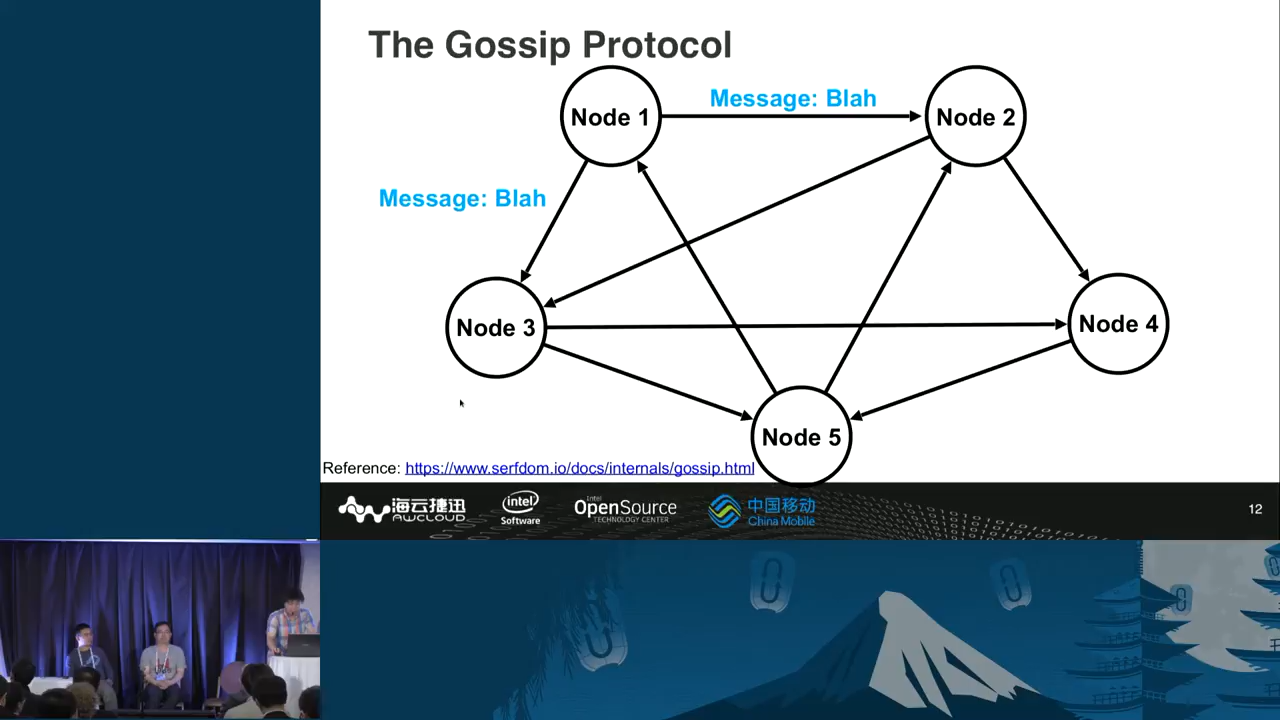 The Gossip Protocol
Node 1
Message: Blah
Node 2
Message: Blah
Node 3
Node 4
Node 5
Reference: https://www.serfdom.io/docs/internals/gossip.html
海云捷迅
AWCLOUD
intel
Software
Intel
OpenSource
TECHNOLOGY CENTER
中国移动
China Mobile
12